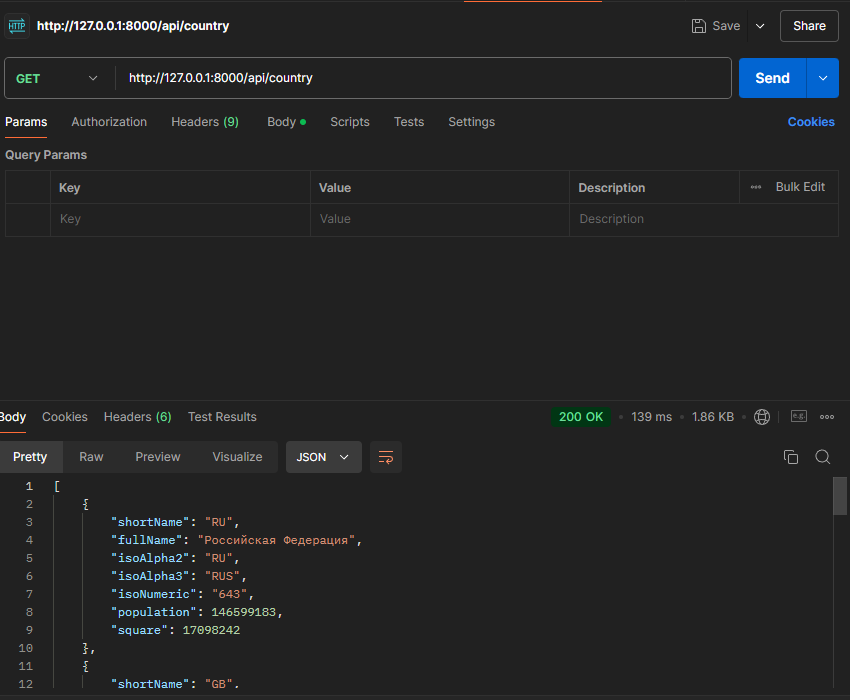 HTTP http://127.0.0.1:8000/api/country Save Share
GET http://127.0.0.1:8000/api/country Send
Params Authorization Headers (9) Body Scripts Tests Settings Cookies
Query Params
Key Value Description Bulk Edit
Key Value Description
Body Cookies Headers (6) Test Results 200 OK 139 ms 1.86 KB e.g.
Pretty Raw Preview Visualize JSON
1 [
2 {
3 "shortName": "RU",
4 "fullName": "Российская Федерация",
5 "isoAlpha2": "RU",
6 "isoAlpha3": "RUS",
7 "isoNumeric": "643",
8 "population": 146599183,
9 "square": 17098242
10 },
11 {
12 "shortName": "GB",